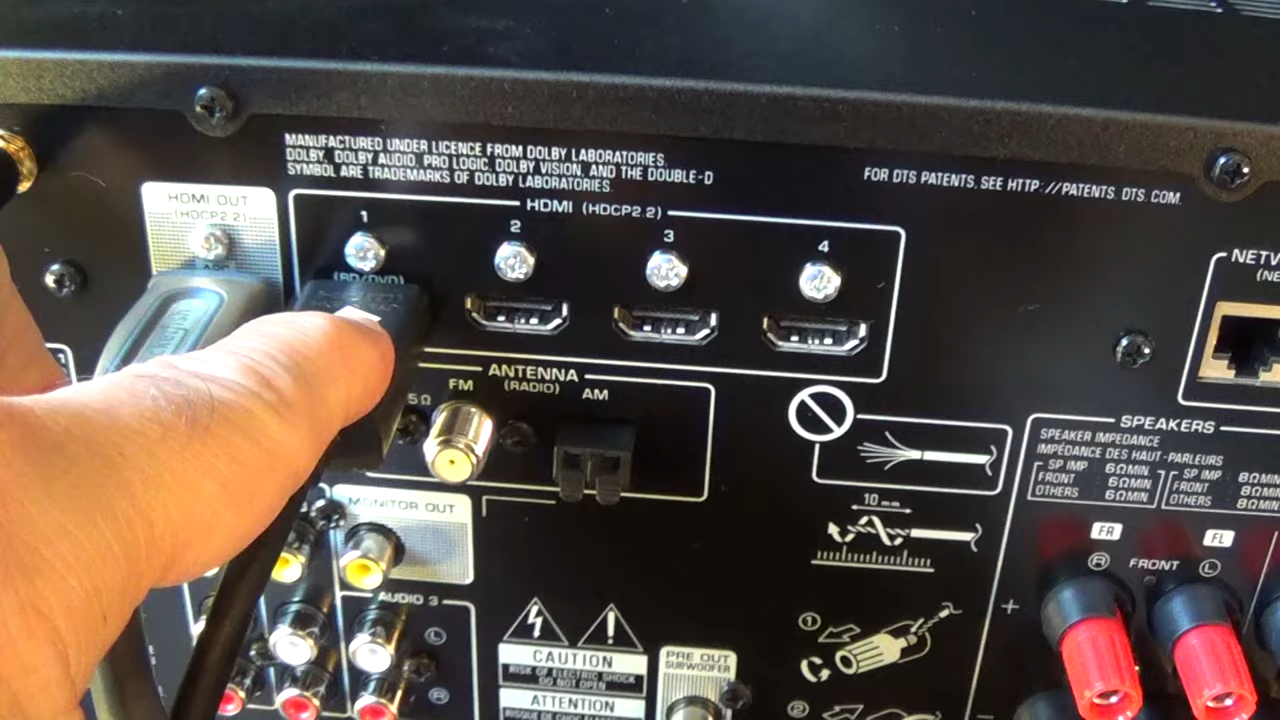 MANUFACTURED UNDER LICENCE FROM DOLBY LABORATORIES.
DOLBY, DOLBY AUDIO, PRO LOGIC, DOLBY VISION, AND THE DOUBLE-D
SYMBOL ARE TRADEMARKS OF DOLBY LABORATORIES.
FOR DTS PATENTS, SEE HTTP://PATENTS. DTS. COM.
HDMI OUT
(HDCP2.2)
ARC
HDMI (HDCP2.2)
1
2
3
4
(BD/DVD)
ANTENNA
(RADIO)
FM
AM
5Ω
MONITOR OUT
AUDIO 3
L
R
CAUTION
RISK OF ELECTRIC SHOCK
DO NOT OPEN
ATTENTION
PRE OUT
SUBWOOFER
10 mm
1
2
SPEAKERS
SPEAKER IMPEDANCE
IMPÉDANCE DES HAUT-PARLEURS
SP IMP. 6ΩMIN.
FRONT 6ΩMIN.
OTHERS 6ΩMIN.
SP IMP. 8ΩMIN
FRONT 8ΩMIN
OTHERS 8ΩMIN
FR
FL
R FRONT L
+
−